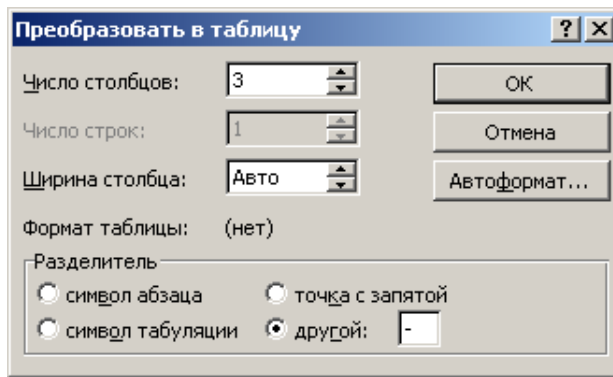 Преобразовать в таблицу
Число столбцов: 3 ОК
Число строк: 1 Отмена
Ширина столбца: Авто Автоформат...
Формат таблицы: (нет)
Разделитель
символ абзаца точка с запятой
символ табуляции другой: -